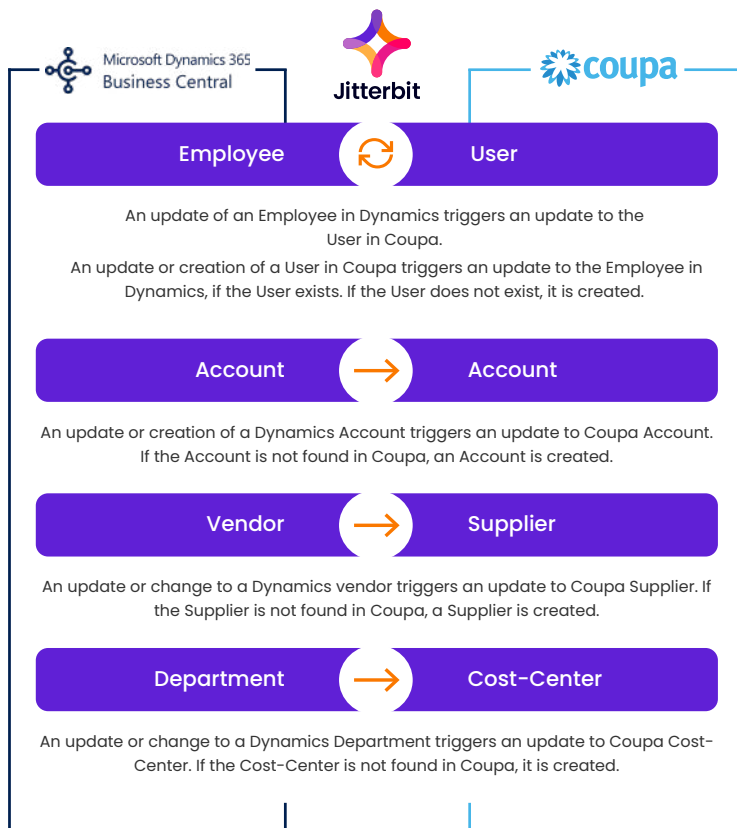 Microsoft Dynamics 365
Business Central
Jitterbit
coupa
Employee
User
An update of an Employee in Dynamics triggers an update to the
User in Coupa.
An update or creation of a User in Coupa triggers an update to the Employee in
Dynamics, if the User exists. If the User does not exist, it is created.
Account
Account
An update or creation of a Dynamics Account triggers an update to Coupa Account.
If the Account is not found in Coupa, an Account is created.
Vendor
Supplier
An update or change to a Dynamics vendor triggers an update to Coupa Supplier. If
the Supplier is not found in Coupa, a Supplier is created.
Department
Cost-Center
An update or change to a Dynamics Department triggers an update to Coupa Cost-
Center. If the Cost-Center is not found in Coupa, it is created.